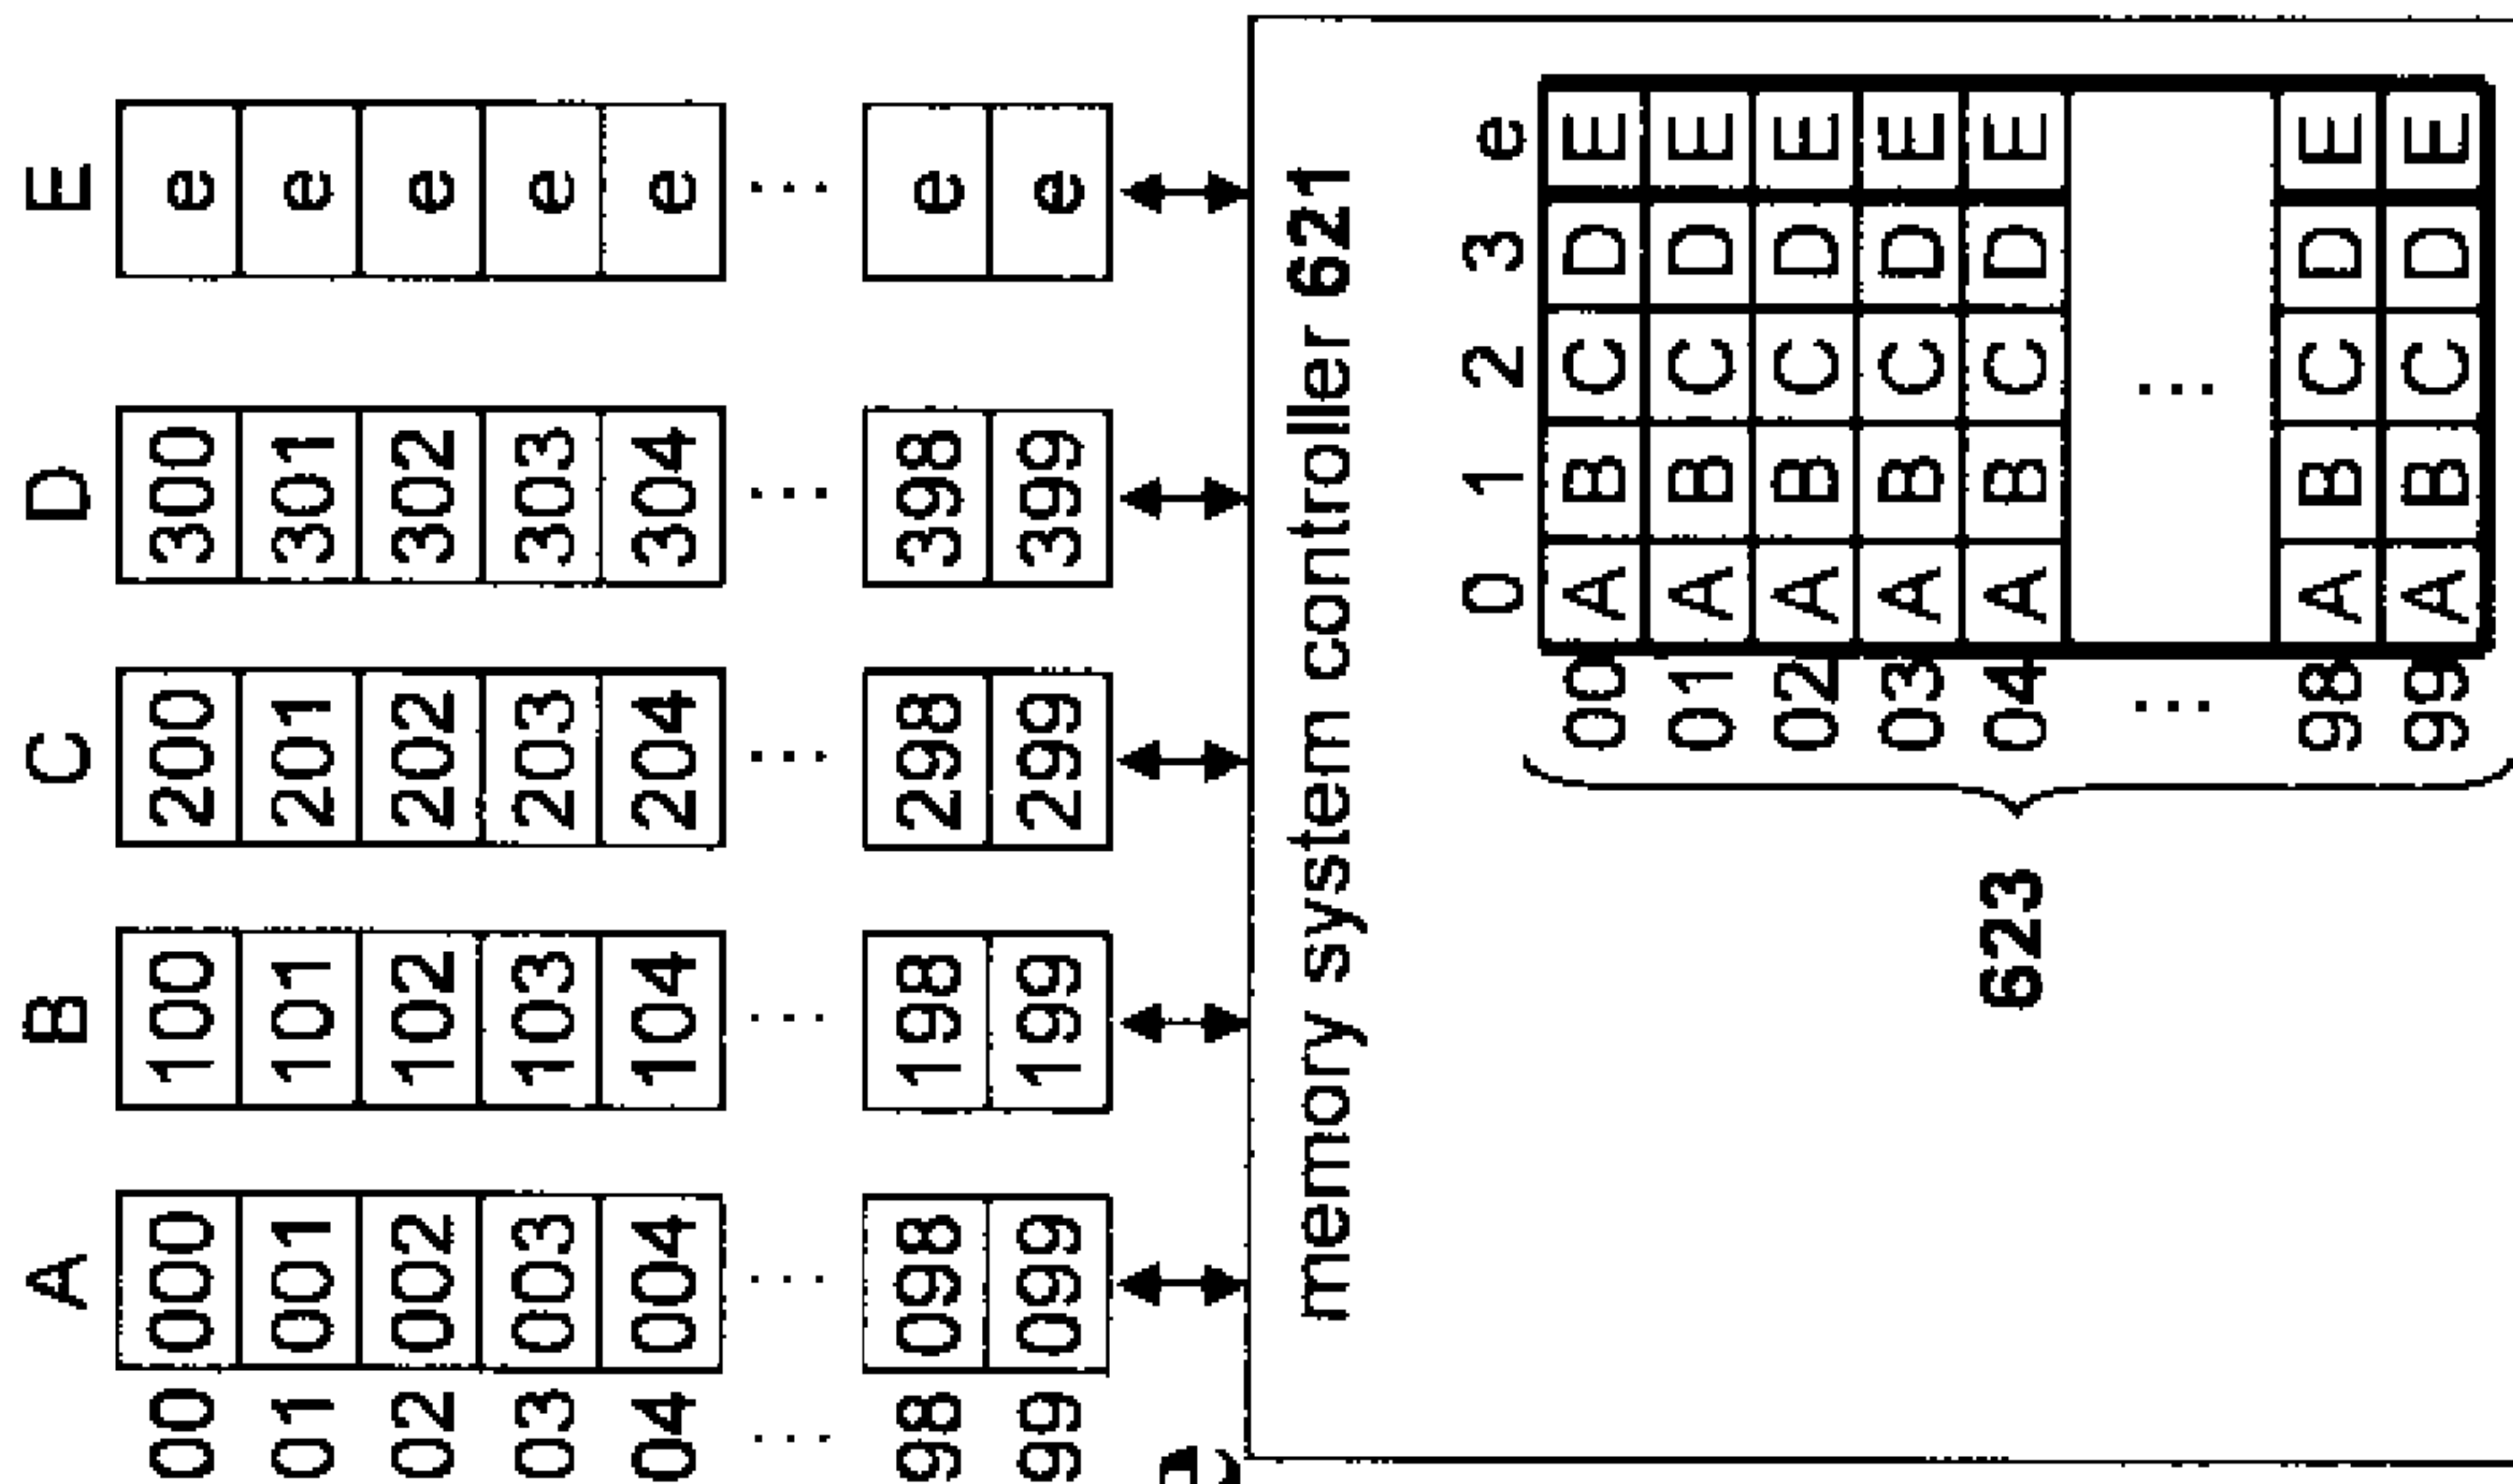 A B C D E
00 000 100 200 300 e
01 001 101 201 301 e
02 002 102 202 302 e
03 003 103 203 303 e
04 004 104 204 304 e
... ... ... ... ... ...
98 098 198 298 398 e
99 099 199 299 399 e
memory system controller 621
0 1 2 3 e
00 A B C D E
01 A B C D E
02 A B C D E
03 A B C D E
04 A B C D E
... ...
98 A B C D E
99 A B C D E
623